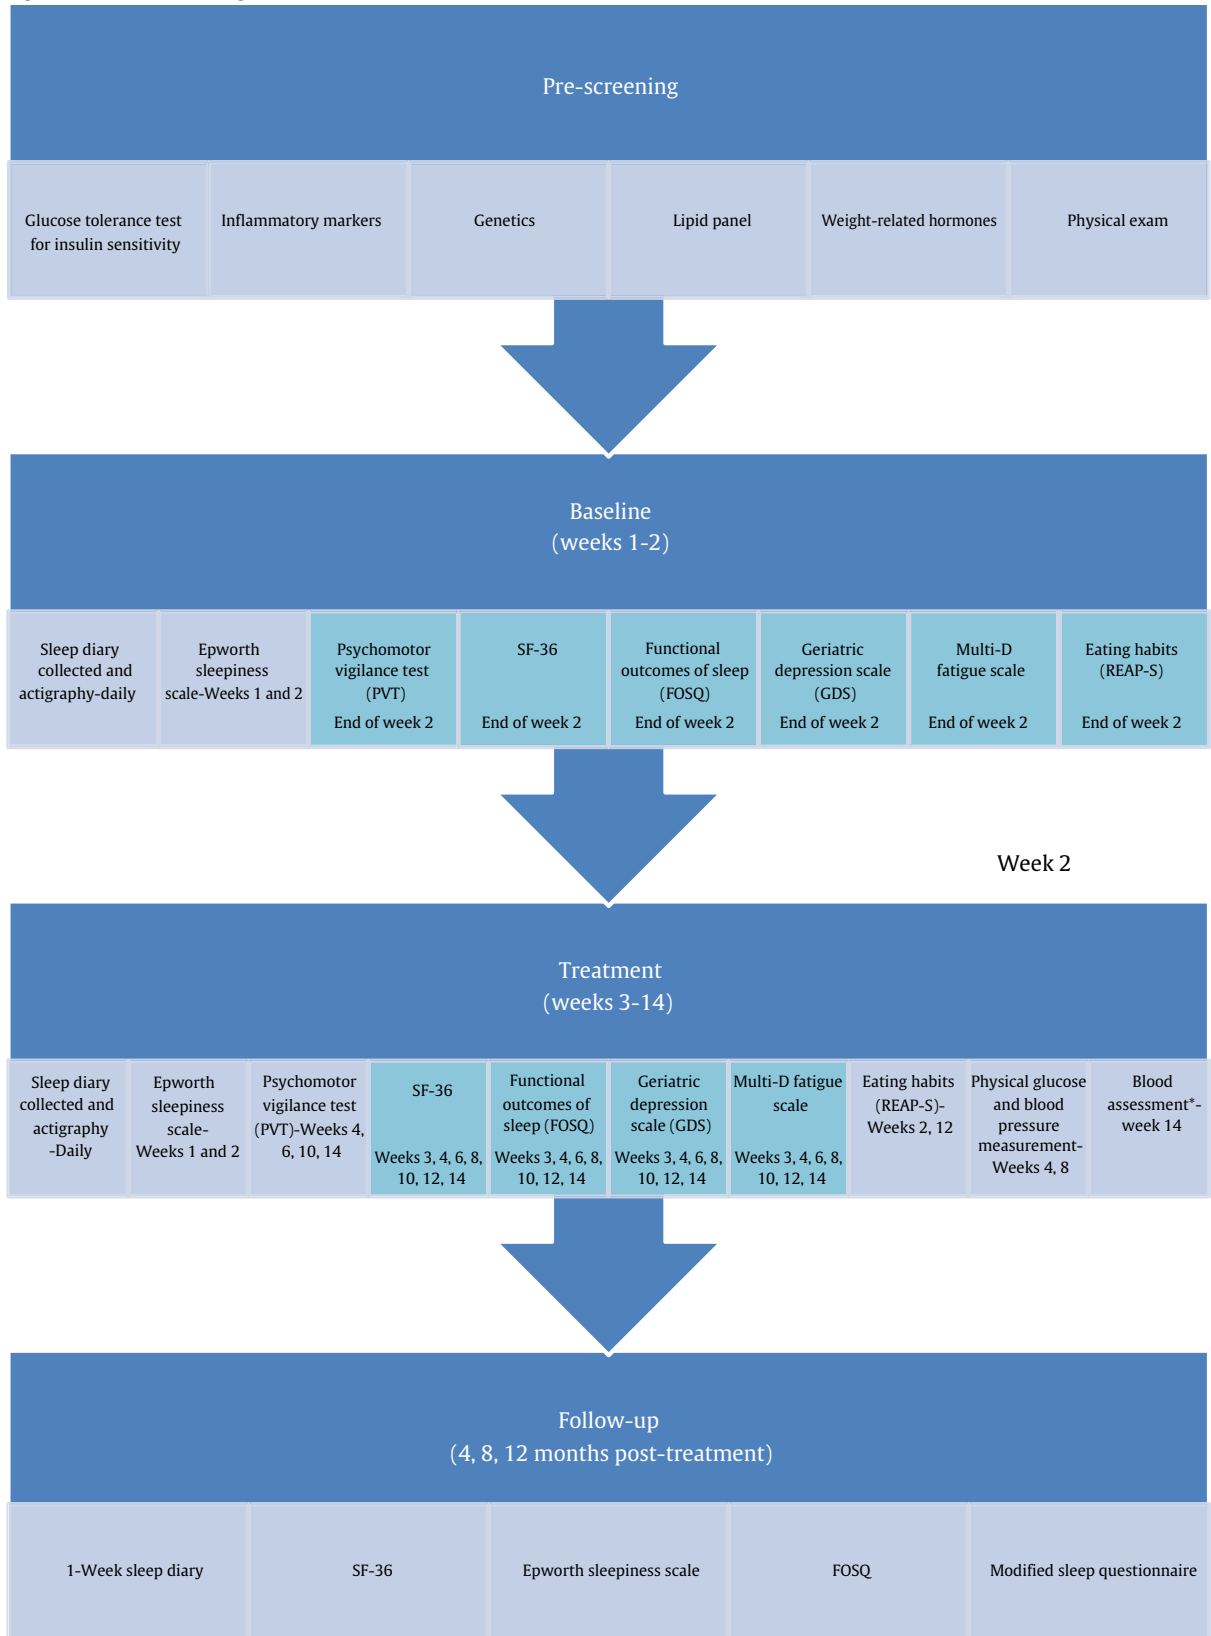 Pre-screening
Glucose tolerance test
for insulin sensitivity
Inflammatory markers
Genetics
Lipid panel
Weight-related hormones
Physical exam
Baseline
(weeks 1-2)
Sleep diary
collected and
actigraphy-daily
Epworth
sleepiness
scale-Weeks 1 and 2
Psychomotor
vigilance test
(PVT)
End of week 2
SF-36
End of week 2
Functional
outcomes of sleep
(FOSQ)
End of week 2
Geriatric
depression scale
(GDS)
End of week 2
Multi-D
fatigue scale
End of week 2
Eating habits
(REAP-S)
End of week 2
Week 2
Treatment
(weeks 3-14)
Sleep diary
collected and
actigraphy
-Daily
Epworth
sleepiness
scale-
Weeks 1 and 2
Psychomotor
vigilance test
(PVT)-Weeks 4,
6, 10, 14
SF-36
Weeks 3, 4, 6, 8,
10, 12, 14
Functional
outcomes of
sleep (FOSQ)
Weeks 3, 4, 6, 8,
10, 12, 14
Geriatric
depression
scale (GDS)
Weeks 3, 4, 6, 8,
10, 12, 14
Multi-D fatigue
scale
Weeks 3, 4, 6, 8,
10, 12, 14
Eating habits
(REAP-S)-
Weeks 2, 12
Physical glucose
and blood
pressure
measurement-
Weeks 4, 8
Blood
assessment*-
week 14
Follow-up
(4, 8, 12 months post-treatment)
1-Week sleep diary
SF-36
Epworth sleepiness scale
FOSQ
Modified sleep questionnaire